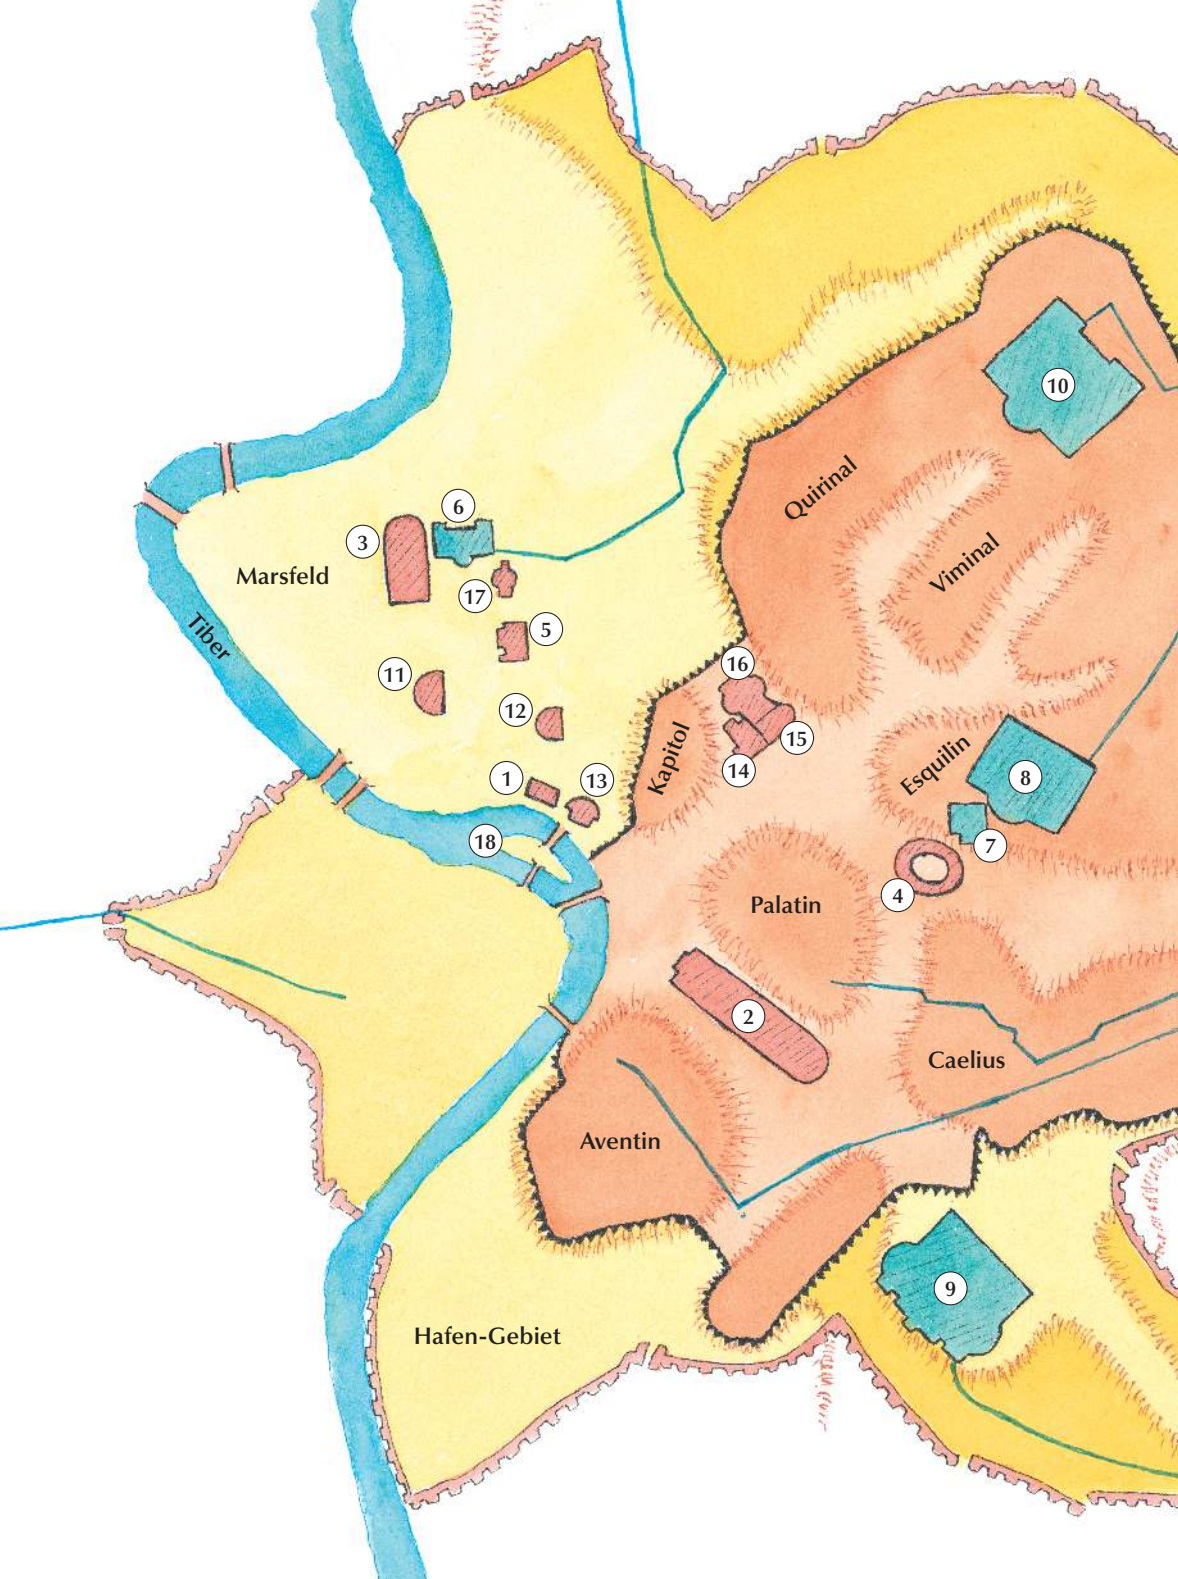 10
Quirinal
6
3
Viminal
Marsfeld
17
5
Tiber
16
11
12
15
Kapitol
14
Esquilin
8
1
13
18
7
4
Palatin
2
Caelius
Aventin
9
Hafen-Gebiet